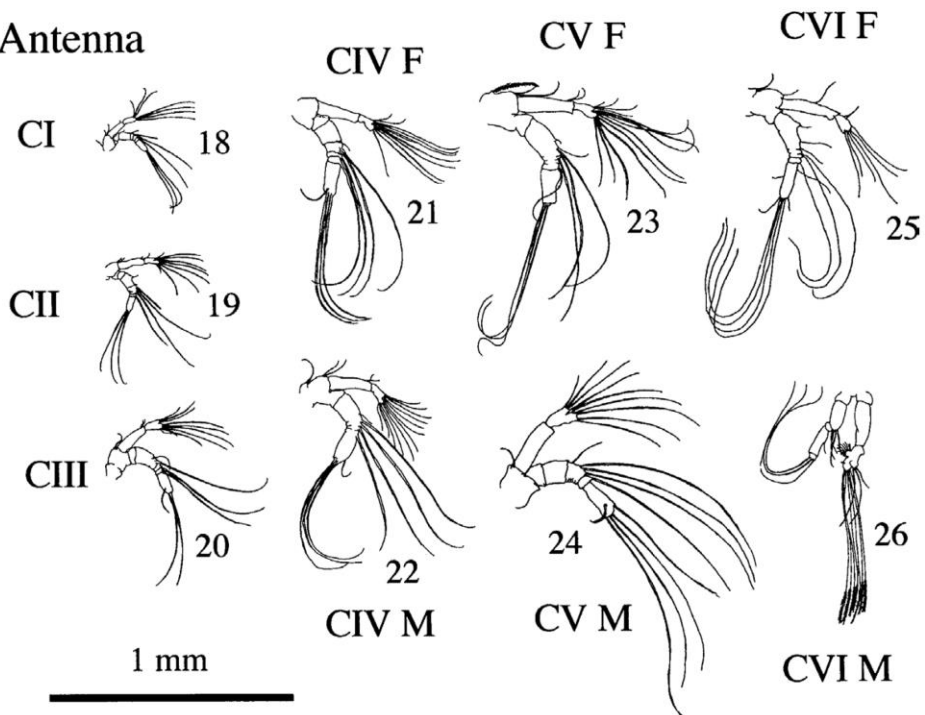 Antenna
CI
18
CII
19
CIII
20
CIV F
21
22
CIV M
CV F
23
24
CV M
CVI F
25
26
CVI M
1 mm